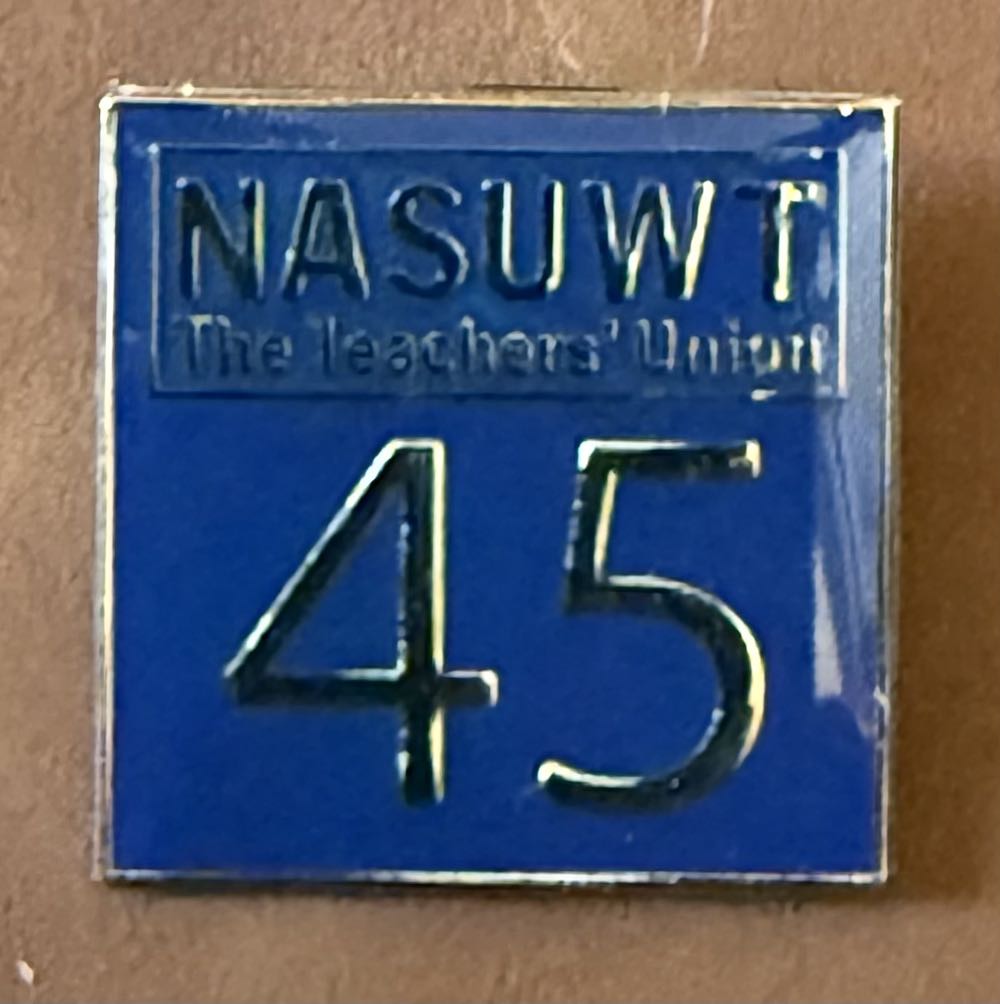 NASUWT
The Teachers' Union
45